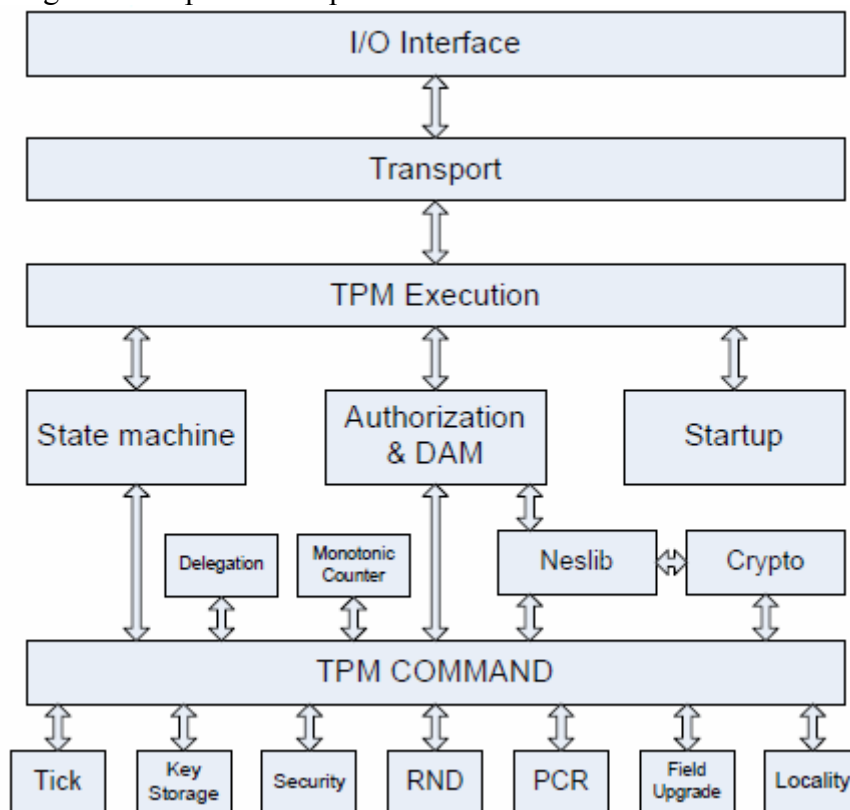 I/O Interface
Transport
TPM Execution
State machine
Authorization
& DAM
Startup
Delegation
Monotonic
Counter
Neslib
Crypto
TPM COMMAND
Tick
Key
Storage
Security
RND
PCR
Field
Upgrade
Locality